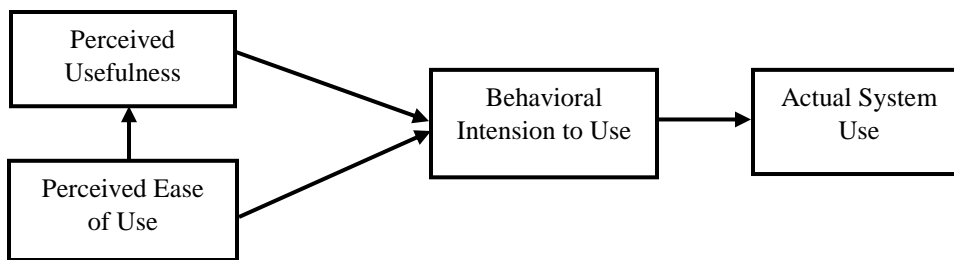 Perceived
Usefulness
Perceived Ease
of Use
Behavioral
Intension to Use
Actual System
Use